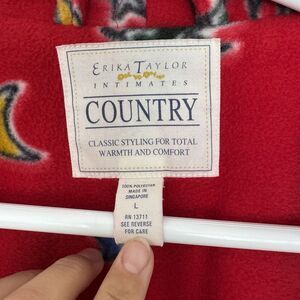 ERIKA TAYLOR
INTIMATES
COUNTRY
CLASSIC STYLING FOR TOTAL
WARMTH AND COMFORT
100% POLYESTER
MADE IN
SINGAPORE
L
RN 13711
SEE REVERSE
FOR CARE